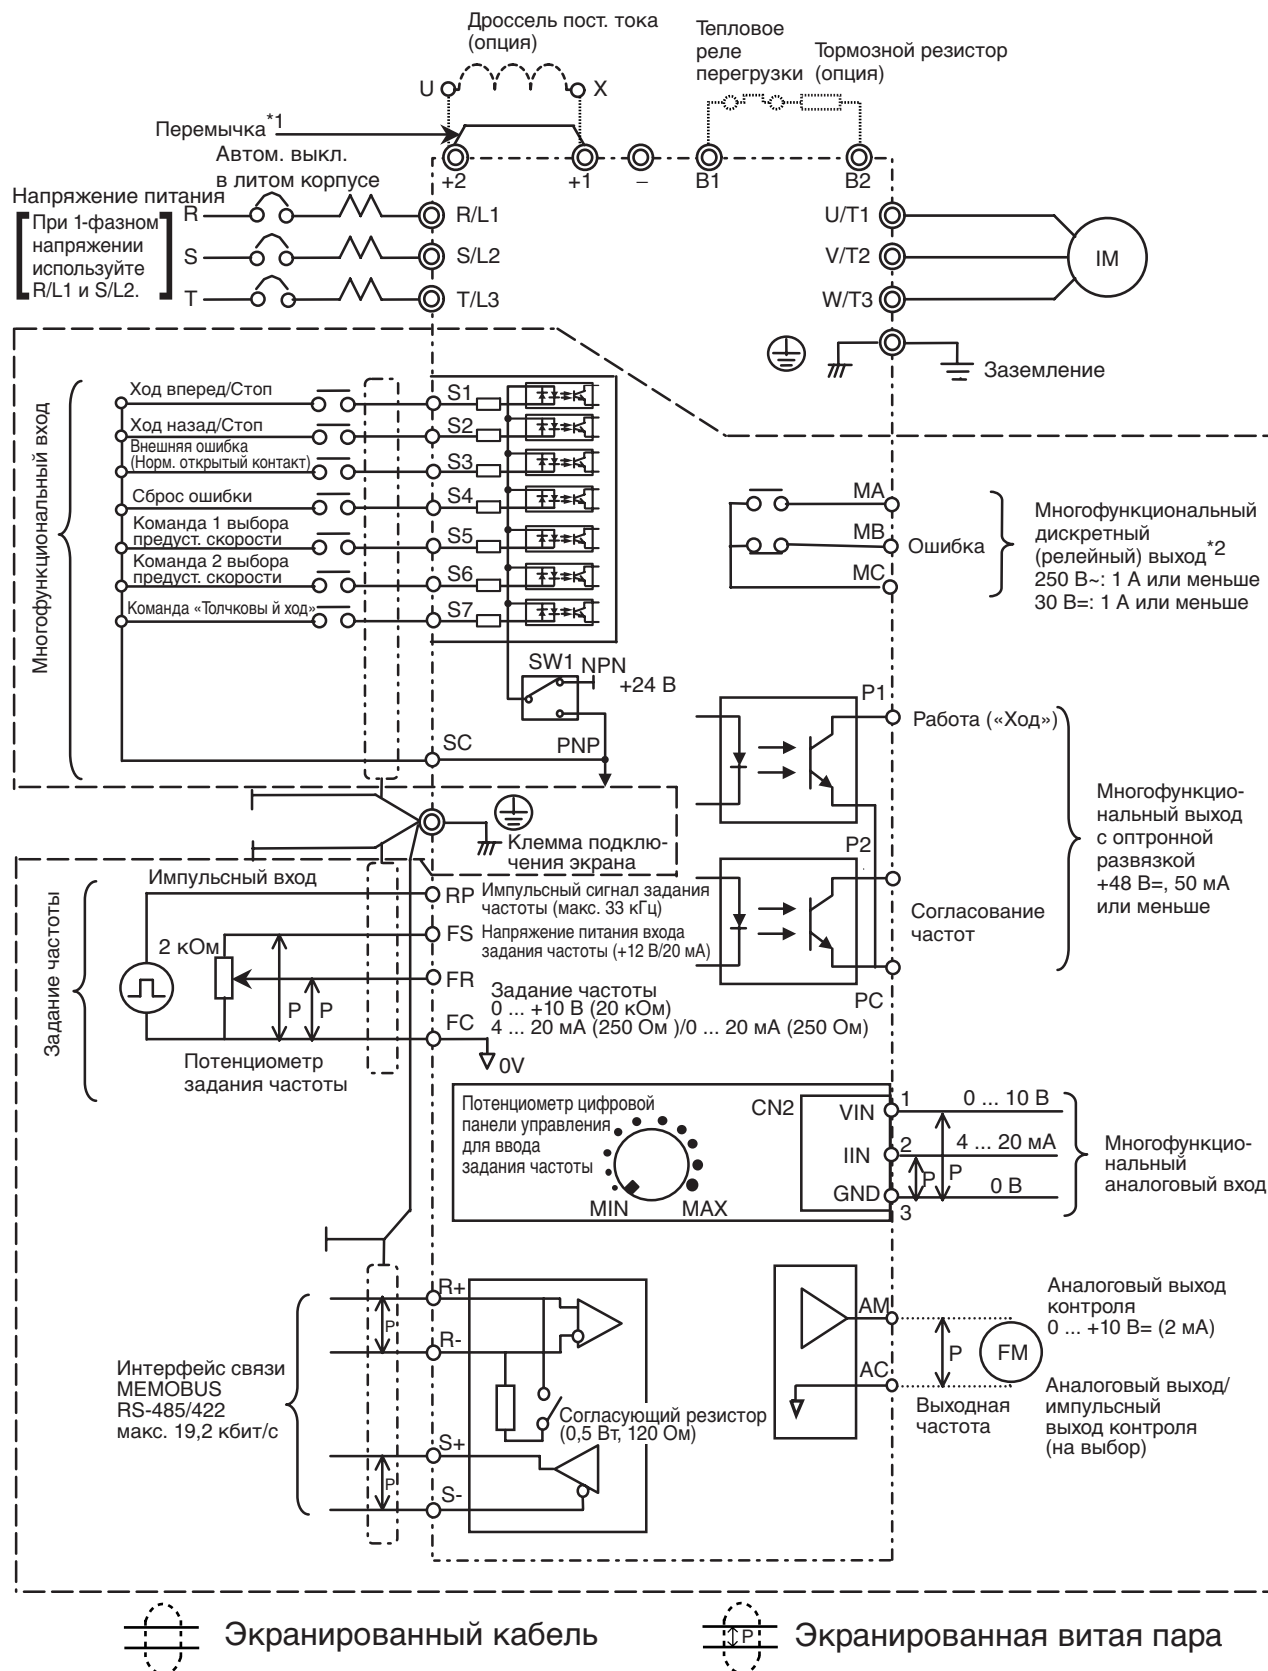 Дроссель пост. тока
(опция)
Тепловое
реле
перегрузки
Тормозной резистор
(опция)
U
X
Перемычка*1
Автом. выкл.
в литом корпусе
+2
+1
–
B1
B2
Напряжение питания
При 1-фазном
напряжении
используйте
R/L1 и S/L2.
R
R/L1
S
S/L2
T
T/L3
U/T1
V/T2
W/T3
IM
Заземление
Многофункциональный вход
Ход вперед/Стоп
S1
Ход назад/Стоп
S2
Внешняя ошибка
(Норм. открытый контакт)
S3
Сброс ошибки
S4
Команда 1 выбора
предуст. скорости
S5
Команда 2 выбора
предуст. скорости
S6
Команда «Толчковы й ход»
S7
SW1
NPN
+24 В
PNP
SC
MA
MB
MC
Ошибка
Многофункциональный
дискретный
(релейный) выход*2
250 В~: 1 А или меньше
30 В=: 1 А или меньше
P1
Работа («Ход»)
P2
Согласование
частот
PC
Многофункцио-
нальный выход
с оптронной
развязкой
+48 В=, 50 мА
или меньше
Клемма подклю-
чения экрана
Задание частоты
Импульсный вход
2 кОм
P
P
Потенциометр
задания частоты
RP
Импульсный сигнал задания
частоты (макс. 33 кГц)
FS
Напряжение питания входа
задания частоты (+12 В/20 мА)
FR
Задание частоты
0 ... +10 В (20 кОм)
4 ... 20 мА (250 Ом )/0 ... 20 мА (250 Ом)
FC
0V
Потенциометр цифровой
панели управления
для ввода
задания частоты
MIN
MAX
CN2
VIN
IIN
GND
1
2
3
0 ... 10 В
4 ... 20 мА
0 В
P
P
Многофункцио-
нальный
аналоговый вход
Интерфейс связи
MEMOBUS
RS-485/422
макс. 19,2 кбит/с
R+
P
R-
Согласующий резистор
(0,5 Вт, 120 Ом)
S+
P
S-
AM
AC
P
FM
Выходная
частота
Аналоговый выход
контроля
0 ... +10 В= (2 мА)
Аналоговый выход/
импульсный
выход контроля
(на выбор)
Экранированный кабель
P
Экранированная витая пара